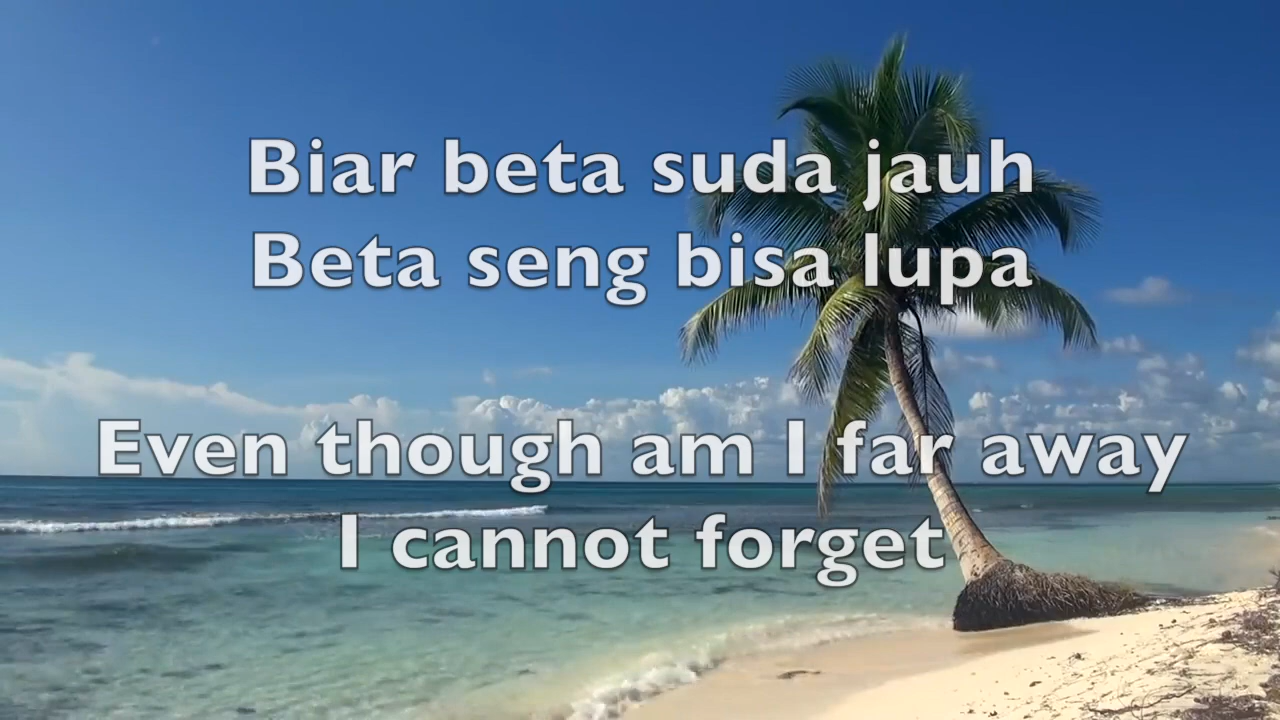 Biar beta suda jauh
Beta seng bisa lupa
Even though am I far away
I cannot forget